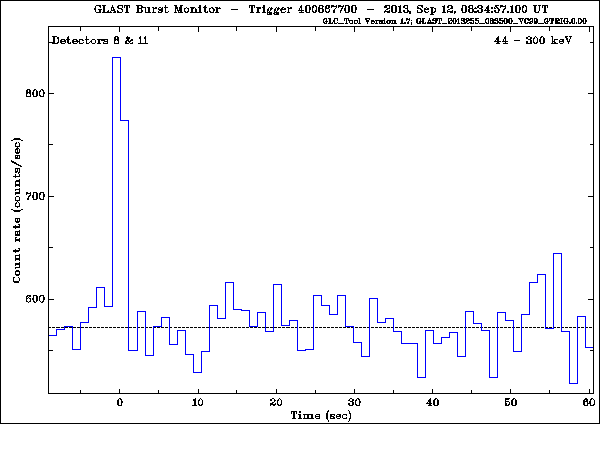 GLAST Burst Monitor – Trigger 400667700 – 2013, Sep 12, 08:34:57.100 UT
GLC_Tool Version 1.7; GLAST_2013255_083500_VC09_GTRIG.0.00
Detectors 8 & 11
44 – 300 keV
800
700
600
Count rate (counts/sec)
0 10 20 30 40 50 60
Time (sec)